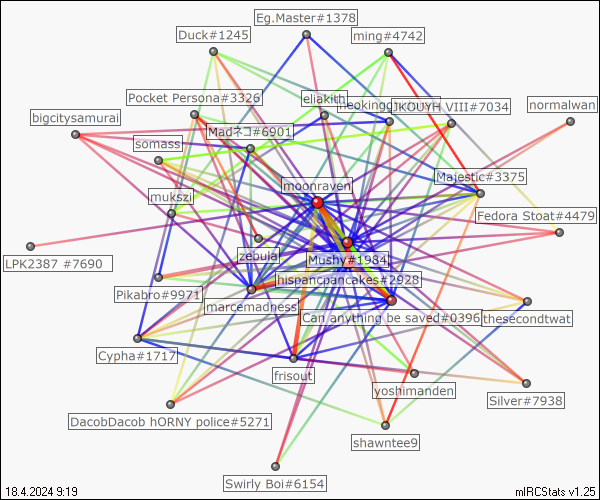 Eg.Master#1378
Duck#1245
ming#4742
Pocket Persona#3326
eliakith
JKOUYH VIII#7034
normalwan
bigcitysamurai
Madネコ#6901
somass
Majestic#3375
moonraven
mukszi
Fedora Stoat#4479
zebula
Mushy#1984
LPK2387 #7690
hispanicpancakes#2928
Pikabro#9971
marcemadness
Can anything be saved#0396
thesecondtwat
Cypha#1717
frisout
yoshimanden
Silver#7938
DacobDacob hORNY police#5271
shawntee9
Swirly Boi#6154
18.4.2024 9:19
mIRCStats v1.25